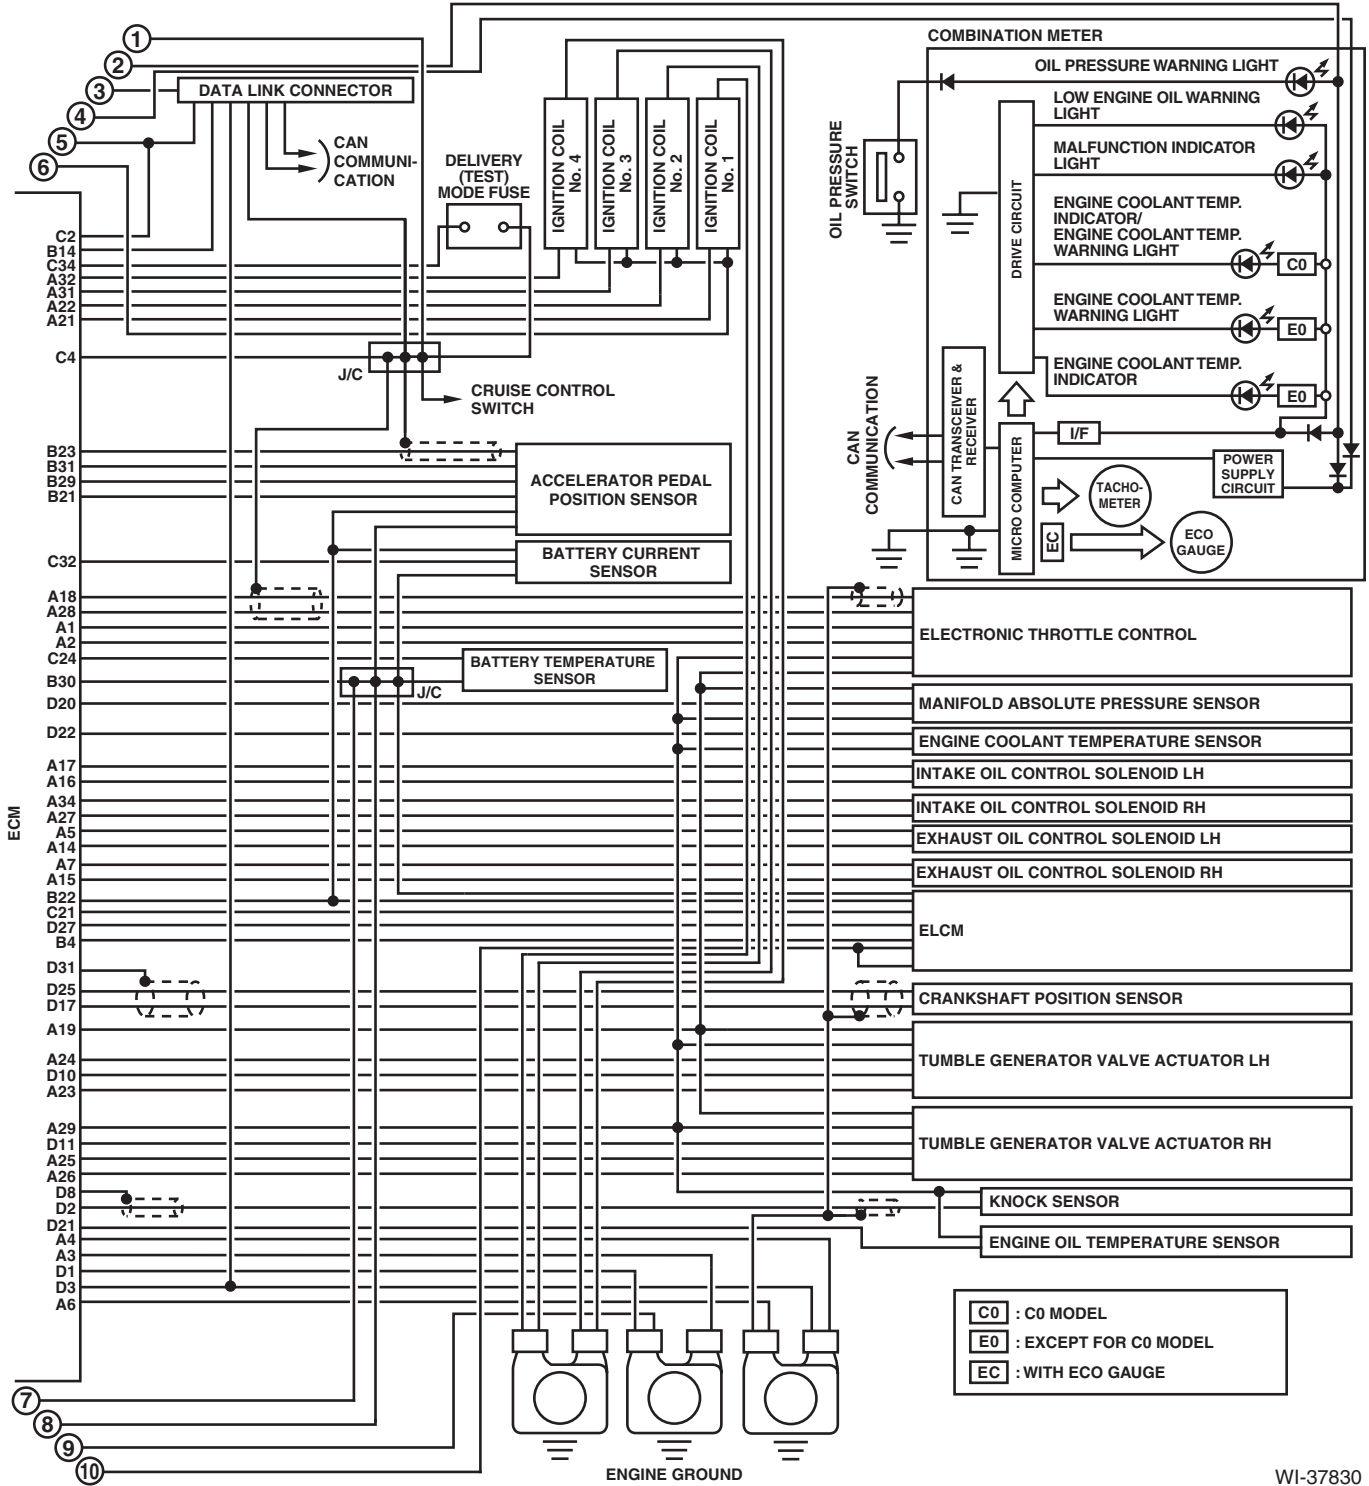 1
2
3
4
5
6
DATA LINK CONNECTOR
CAN
COMMUNI-
CATION
DELIVERY
(TEST)
MODE FUSE
IGNITION COIL
No. 4
IGNITION COIL
No. 3
IGNITION COIL
No. 2
IGNITION COIL
No. 1
OIL PRESSURE
SWITCH
COMBINATION METER
OIL PRESSURE WARNING LIGHT
LOW ENGINE OIL WARNING
LIGHT
MALFUNCTION INDICATOR
LIGHT
ENGINE COOLANT TEMP.
INDICATOR/
ENGINE COOLANT TEMP.
WARNING LIGHT
C0
ENGINE COOLANT TEMP.
WARNING LIGHT
E0
ENGINE COOLANT TEMP.
INDICATOR
E0
DRIVE CIRCUIT
CAN TRANSCEIVER &
RECEIVER
CAN
COMMUNICATION
MICRO COMPUTER
I/F
POWER
SUPPLY
CIRCUIT
TACHO-
METER
EC
ECO
GAUGE
J/C
CRUISE CONTROL
SWITCH
ECM
C2
B14
C34
A32
A31
A22
A21
C4
B23
B31
B29
B21
C32
A18
A28
A1
A2
C24
B30
D20
D22
A17
A16
A34
A27
A5
A14
A7
A15
B22
C21
D27
B4
D31
D25
D17
A19
A24
D10
A23
A29
D11
A25
A26
D8
D2
D21
A4
A3
D1
D3
A6
ACCELERATOR PEDAL
POSITION SENSOR
BATTERY CURRENT
SENSOR
BATTERY TEMPERATURE
SENSOR
J/C
ELECTRONIC THROTTLE CONTROL
MANIFOLD ABSOLUTE PRESSURE SENSOR
ENGINE COOLANT TEMPERATURE SENSOR
INTAKE OIL CONTROL SOLENOID LH
INTAKE OIL CONTROL SOLENOID RH
EXHAUST OIL CONTROL SOLENOID LH
EXHAUST OIL CONTROL SOLENOID RH
ELCM
CRANKSHAFT POSITION SENSOR
TUMBLE GENERATOR VALVE ACTUATOR LH
TUMBLE GENERATOR VALVE ACTUATOR RH
KNOCK SENSOR
ENGINE OIL TEMPERATURE SENSOR
C0 : C0 MODEL
E0 : EXCEPT FOR C0 MODEL
EC : WITH ECO GAUGE
7
8
9
10
ENGINE GROUND
WI-37830